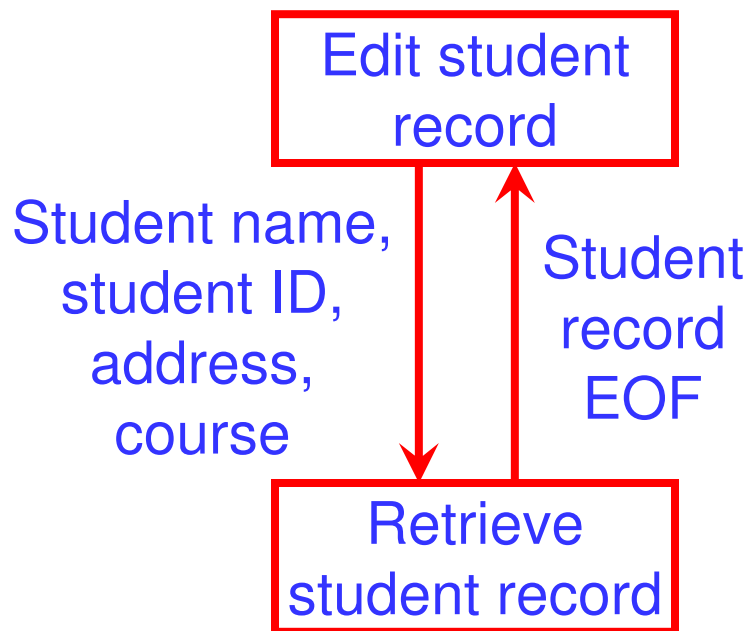 Edit student
record
Student name,
student ID,
address,
course
Student
record
EOF
Retrieve
student record